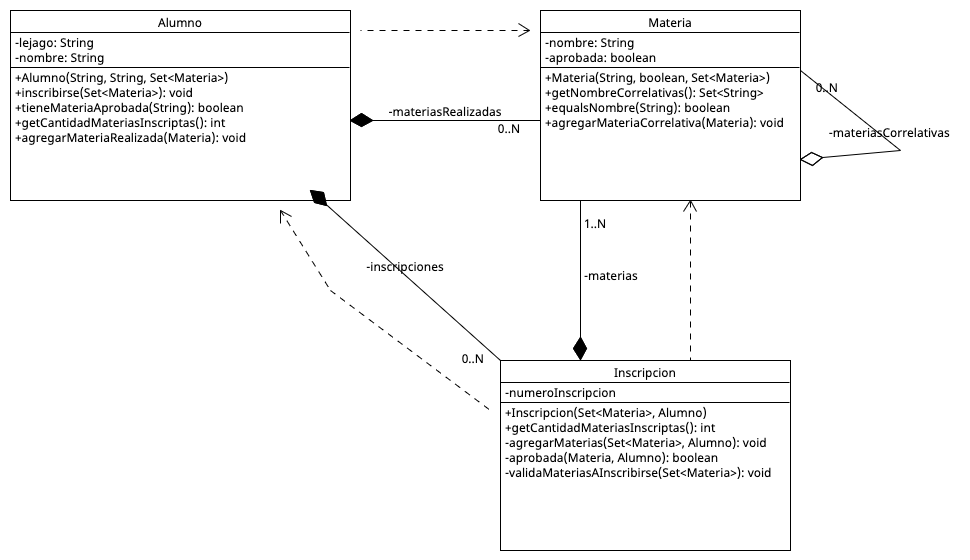 Alumno
-lejago: String
-nombre: String
+Alumno(String, String, Set<Materia>)
+inscribirse(Set<Materia>): void
+tieneMateriaAprobada(String): boolean
+getCantidadMateriasInscriptas(): int
+agregarMateriaRealizada(Materia): void
-materiasRealizadas
0..N
Materia
-nombre: String
-aprobada: boolean
+Materia(String, boolean, Set<Materia>)
+getNombreCorrelativas(): Set<String>
+equalsNombre(String): boolean
+agregarMateriaCorrelativa(Materia): void
0..N
-materiasCorrelativas
1..N
-inscripciones
-materias
0..N
Inscripcion
-numeroInscripcion
+Inscripcion(Set<Materia>, Alumno)
+getCantidadMateriasInscriptas(): int
-agregarMaterias(Set<Materia>, Alumno): void
-aprobada(Materia, Alumno): boolean
-validaMateriasAInscribirse(Set<Materia>): void